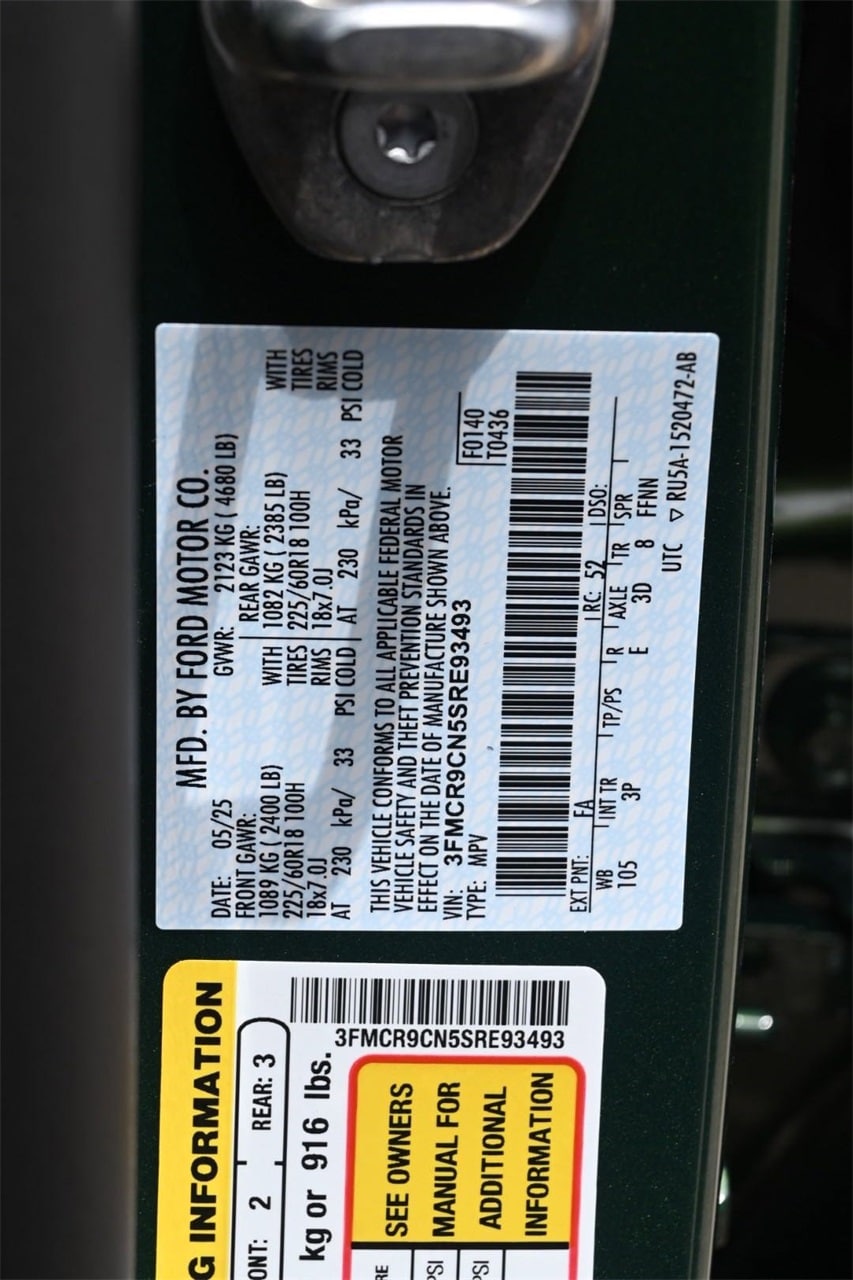 MFD. BY FORD MOTOR CO.
DATE: 05/25 GVWR: 2123 KG ( 4680 LB)
FRONT GAWR: REAR GAWR:
1089 KG ( 2400 LB) WITH 1082 KG ( 2385 LB) WITH
225/60R18 100H TIRES 225/60R18 100H TIRES
18x7.0J RIMS 18x7.0J RIMS
AT 230 kPa/ 33 PSI COLD AT 230 kPa/ 33 PSI COLD
THIS VEHICLE CONFORMS TO ALL APPLICABLE FEDERAL MOTOR
VEHICLE SAFETY AND THEFT PREVENTION STANDARDS IN
EFFECT ON THE DATE OF MANUFACTURE SHOWN ABOVE.
VIN: 3FMCR9CN5SRE93493 F0140
TYPE: MPV T0436
EXT PNT: FA RC: 52 DSO:
WB INT TR TP/PS R AXLE TR SPR
105 3P E 3D 8 FFNN
UTC ▽ RU5A-1520472-AB
G INFORMATION
ONT: 2 REAR: 3
kg or 916 lbs.
3FMCR9CN5SRE93493
SEE OWNERS
MANUAL FOR
ADDITIONAL
INFORMATION
RE
PSI
PSI